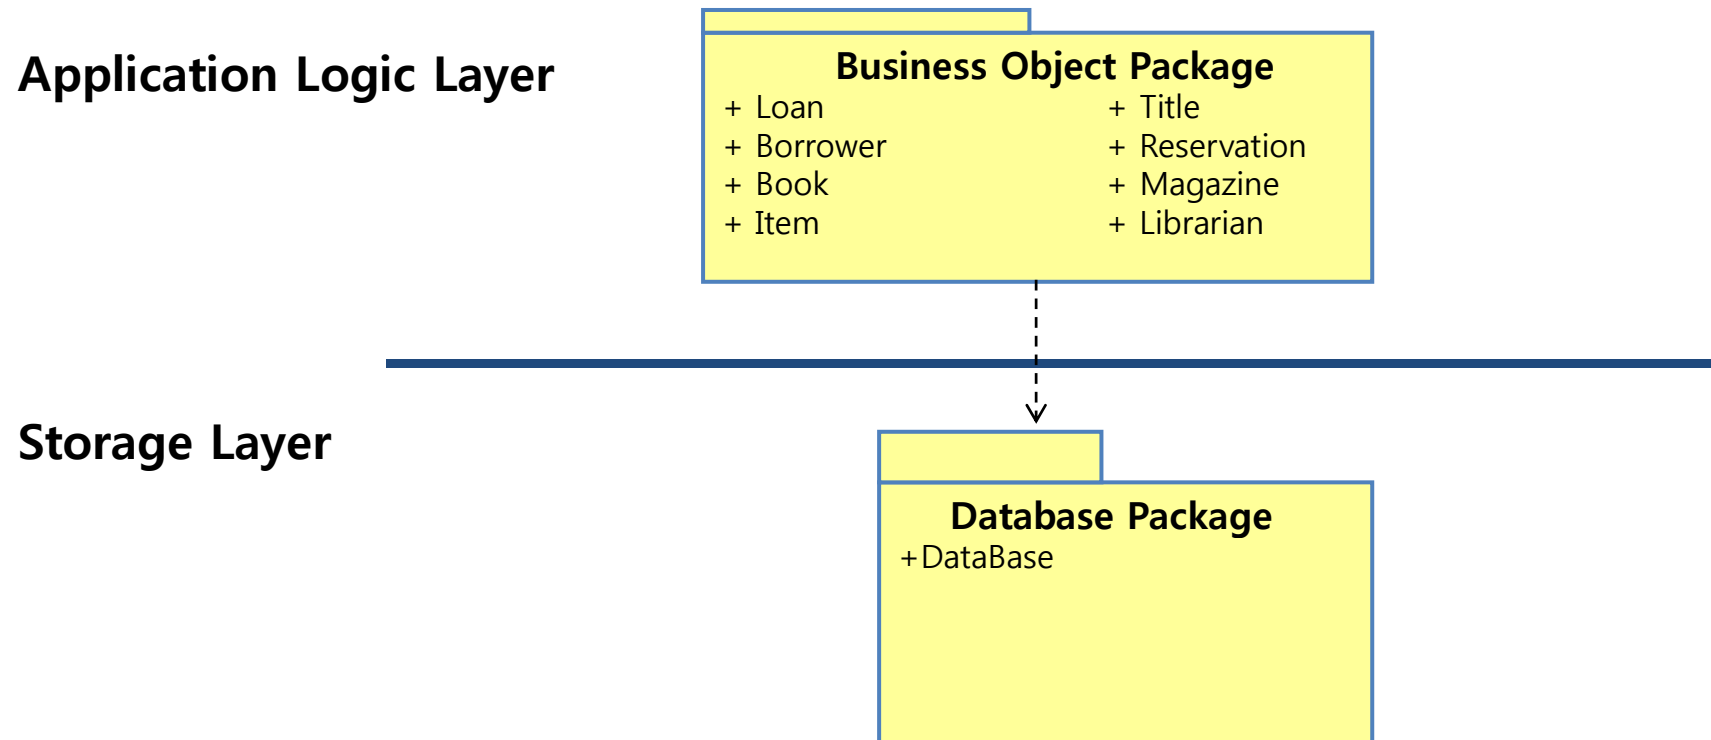 Application Logic Layer
Business Object Package
+ Loan
+ Borrower
+ Book
+ Item
+ Title
+ Reservation
+ Magazine
+ Librarian
Storage Layer
Database Package
+DataBase